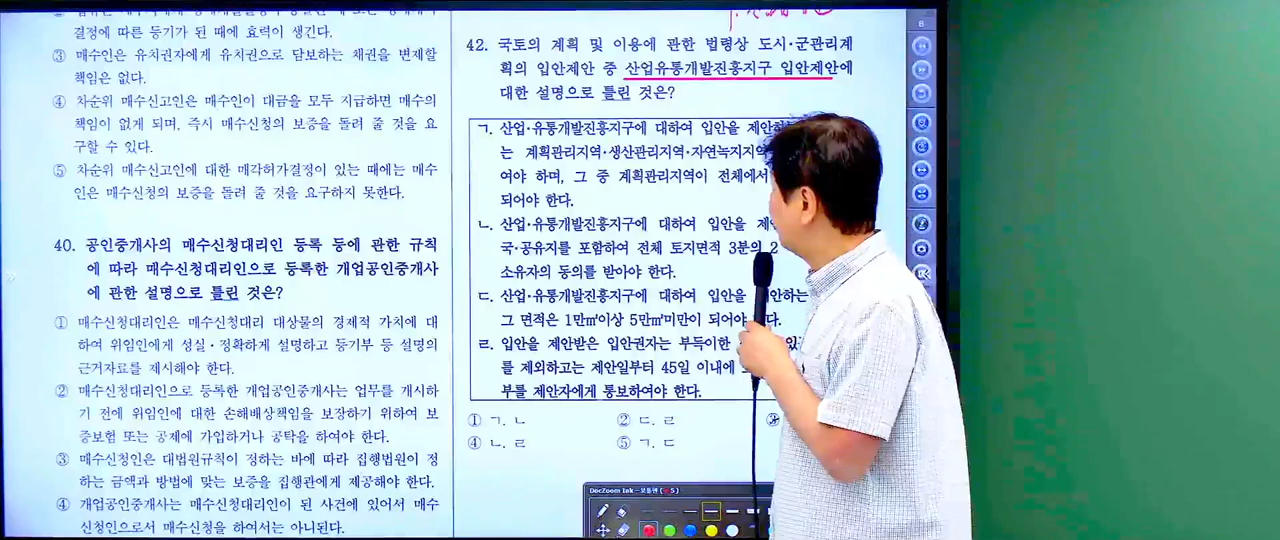 결정에 따른 등기가 된 때에 효력이 생긴다.
③ 매수인은 유치권자에게 유치권으로 담보하는 채권을 변제할
책임은 없다.
④ 차순위 매수신고인은 매수인이 대금을 모두 지급하면 매수의
책임이 없게 되며, 즉시 매수신청의 보증을 돌려 줄 것을 요
구할 수 있다.
⑤ 차순위 매수신고인에 대한 매각허가결정이 있는 때에는 매수
인은 매수신청의 보증을 돌려 줄 것을 요구하지 못한다.
40. 공인중개사의 매수신청대리인 등록 등에 관한 규칙
에 따라 매수신청대리인으로 등록한 개업공인중개사
에 관한 설명으로 틀린 것은?
① 매수신청대리인은 매수신청대리 대상물의 경제적 가치에 대
하여 위임인에게 성실·정확하게 설명하고 등기부 등 설명의
근거자료를 제시해야 한다.
② 매수신청대리인으로 등록한 개업공인중개사는 업무를 개시하
기 전에 위임인에 대한 손해배상책임을 보장하기 위하여 보
증보험 또는 공제에 가입하거나 공탁을 하여야 한다.
③ 매수신청인은 대법원규칙이 정하는 바에 따라 집행법원이 정
하는 금액과 방법에 맞는 보증을 집행관에게 제공해야 한다.
④ 개업공인중개사는 매수신청대리인이 된 사건에 있어서 매수
신청인으로서 매수신청을 하여서는 아니된다.
42. 국토의 계획 및 이용에 관한 법령상 도시·군관리계
획의 입안제안 중 산업유통개발진흥지구 입안제안에
대한 설명으로 틀린 것은?
ㄱ. 산업·유통개발진흥지구에 대하여 입안을
는 계획관리지역·생산관리지역·자연녹지지역
여야 하며, 그 중 계획관리지역이 전체에서
되어야 한다.
ㄴ. 산업·유통개발진흥지구에 대하여 입안을
국·공유지를 포함하여 전체 토지면적 3분의 2
소유자의 동의를 받아야 한다.
ㄷ. 산업·유통개발진흥지구에 대하여 입안을 제안하는
그 면적은 1만㎡이상 5만㎡미만이 되어야 한다.
ㄹ. 입안을 제안받은 입안권자는 부득이한
를 제외하고는 제안일부터 45일 이내에
부를 제안자에게 통보하여야 한다.
① ㄱ. ㄴ ② ㄷ. ㄹ ③
④ ㄴ. ㄹ ⑤ ㄱ. ㄷ